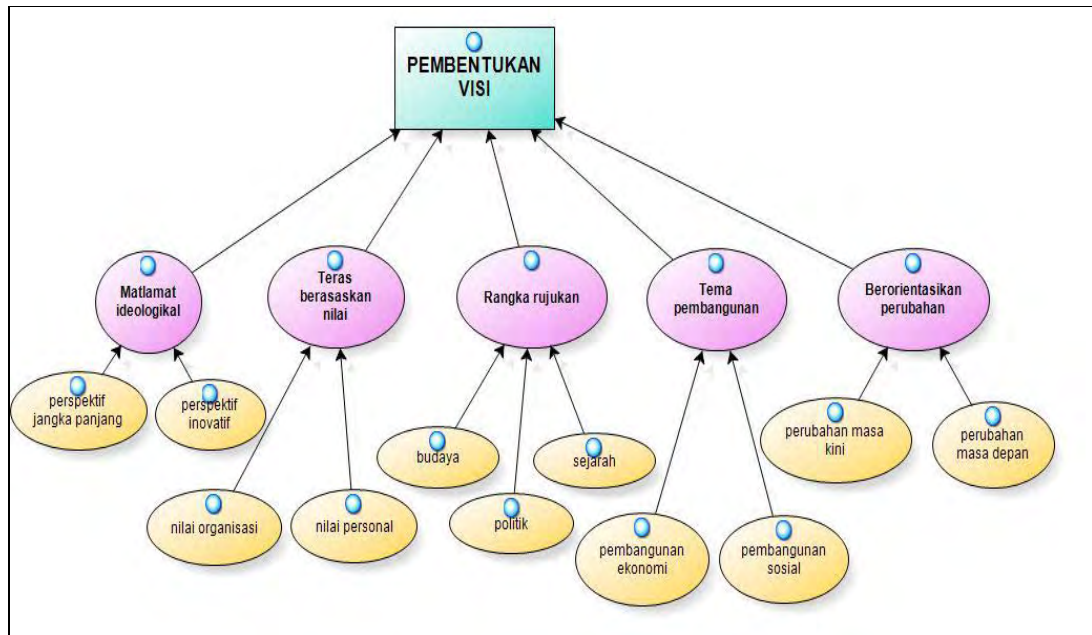 PEMBENTUKAN
VISI
Matlamat
ideologikal
Teras
berasaskan
nilai
Rangka rujukan
Tema
pembangunan
Berorientasikan
perubahan
perspektif
jangka panjang
perspektif
inovatif
nilai organisasi
nilai personal
budaya
politik
sejarah
pembangunan
ekonomi
pembangunan
sosial
perubahan masa
kini
perubahan
masa depan